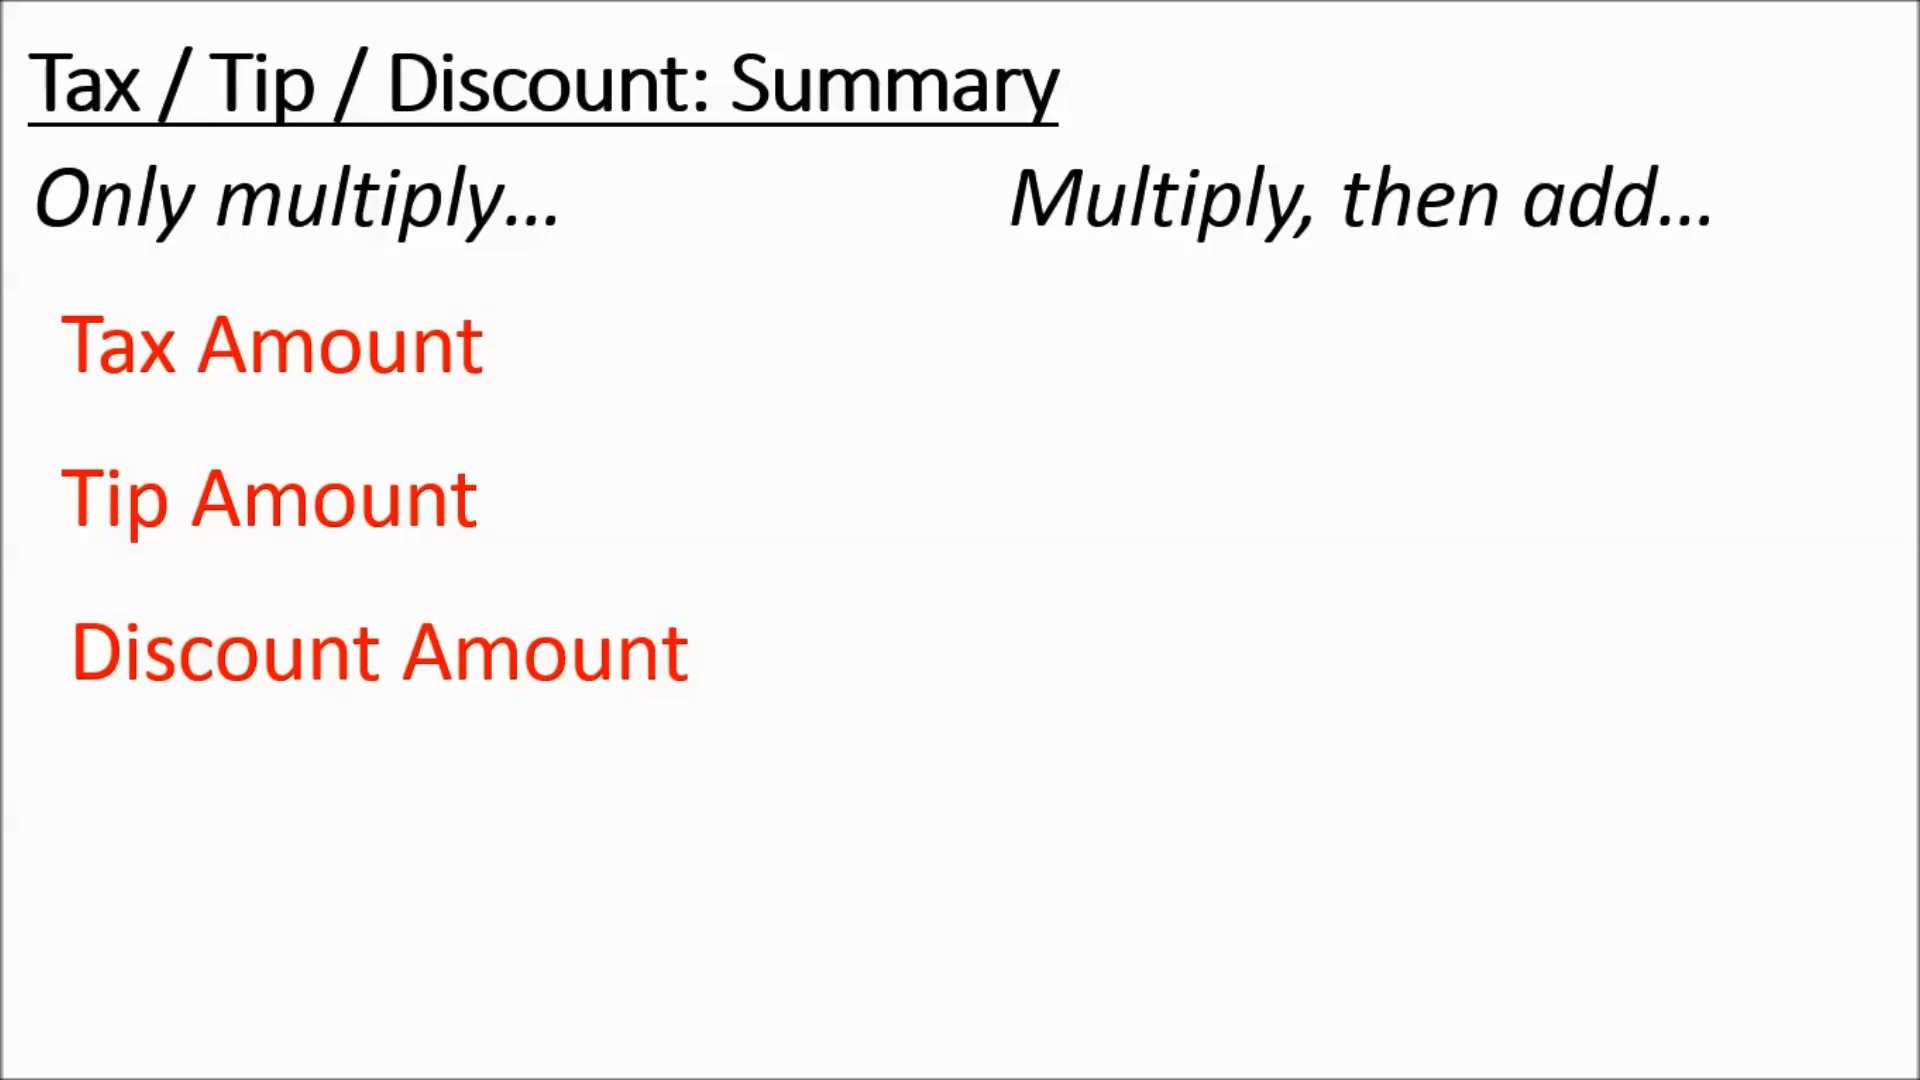 Tax / Tip / Discount: Summary
Only multiply...
Multiply, then add...
Tax Amount
Tip Amount
Discount Amount